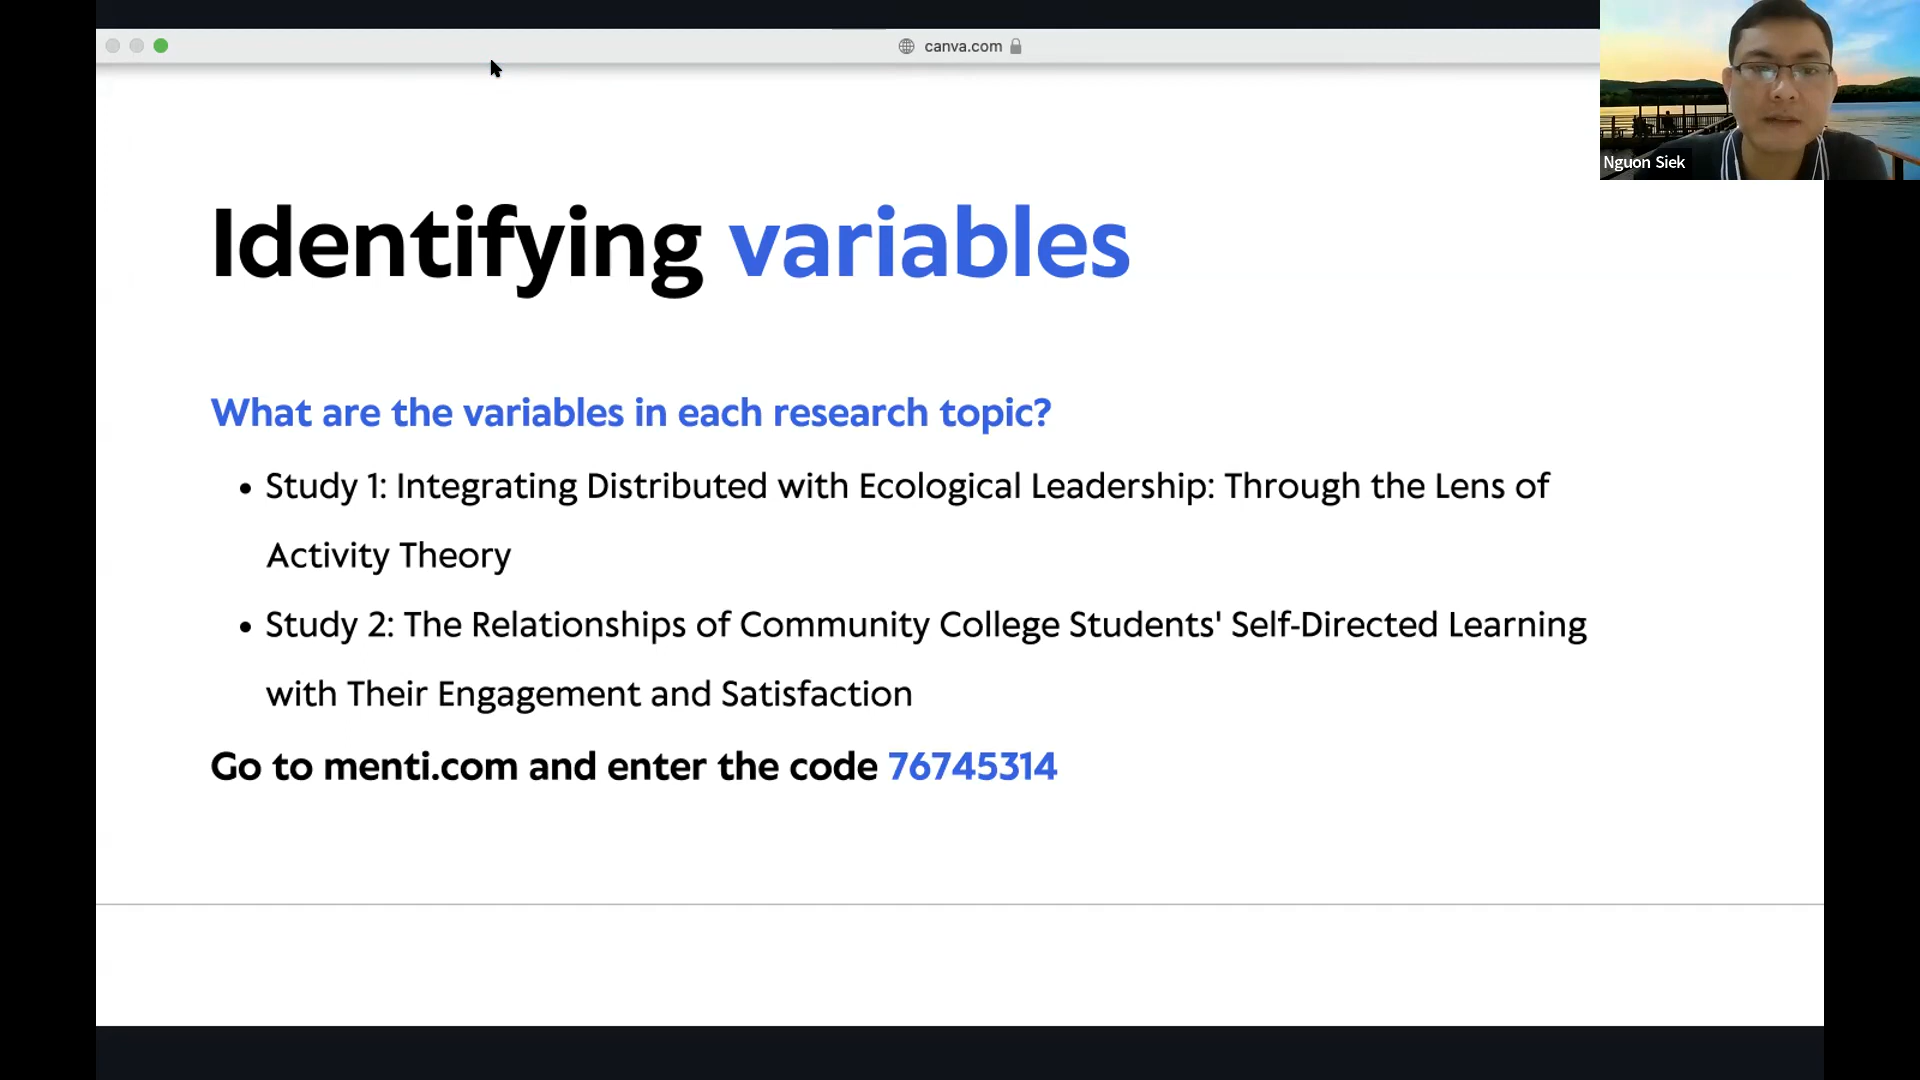 canva.com
Nguon Siek
Identifying variables
What are the variables in each research topic?
• Study 1: Integrating Distributed with Ecological Leadership: Through the Lens of
Activity Theory
• Study 2: The Relationships of Community College Students' Self-Directed Learning
with Their Engagement and Satisfaction
Go to menti.com and enter the code 76745314